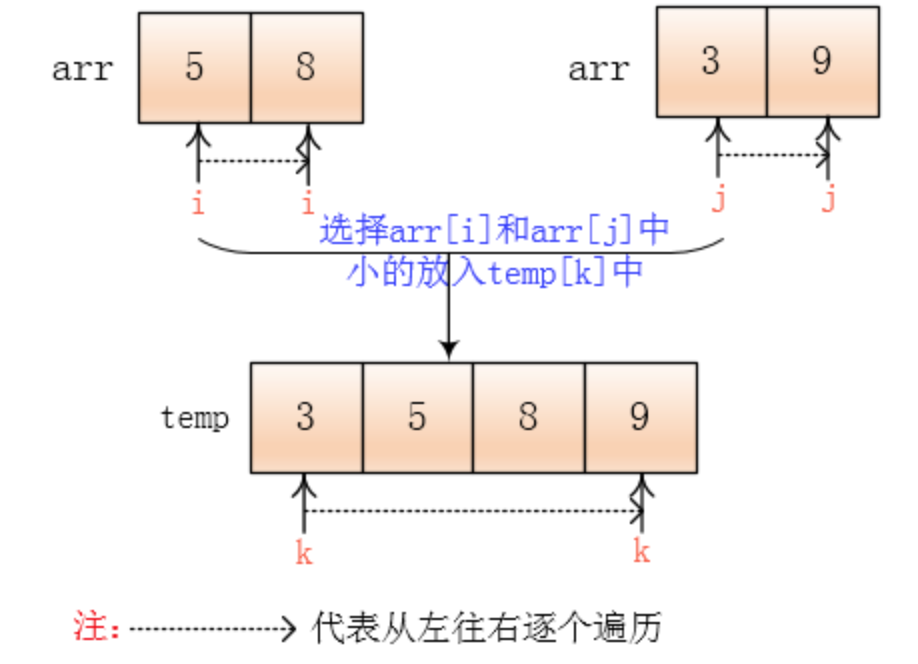 arr 5 8 arr 3 9
i i j j
选择arr[i]和arr[j]中
小的放入temp[k]中
temp 3 5 8 9
k k
注: 代表从左往右逐个遍历